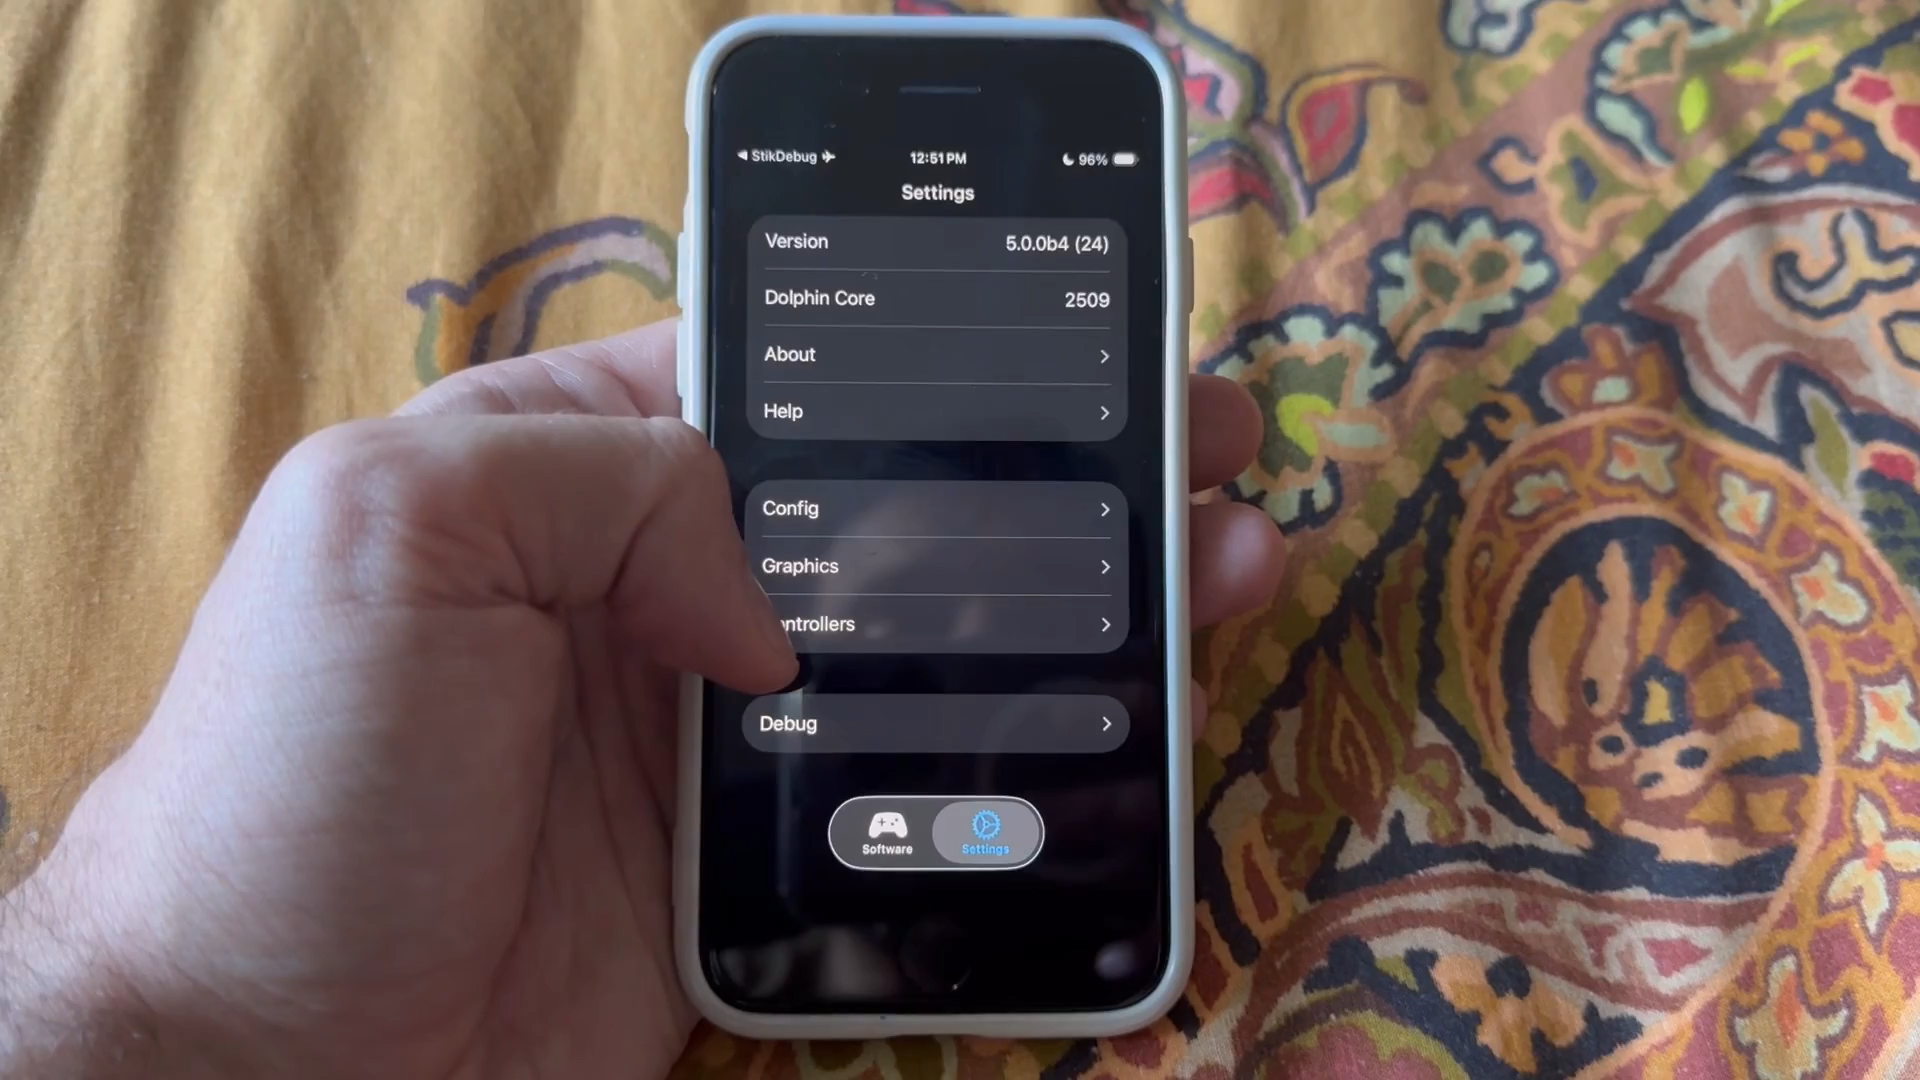 StikDebug
12:51 PM
96%
Settings
Version 5.0.0b4 (24)
Dolphin Core 2509
About
Help
Config
Graphics
ntrollers
Debug
Software
Settings